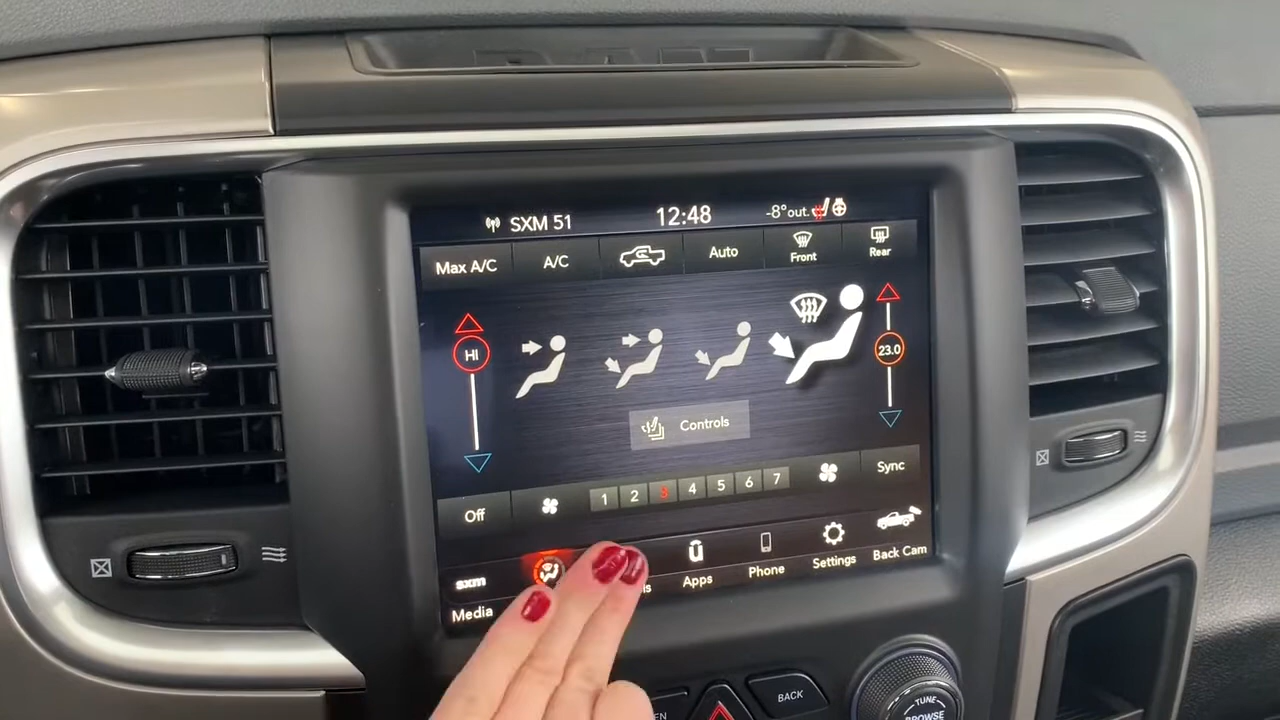 RAM
SXM 51
12:48
-8°out.
Max A/C
A/C
Auto
Front
Rear
HI
23.0
Controls
Off
1 2 3 4 5 6 7
Sync
sxm
Media
Apps
Phone
Settings
Back Cam
BACK
TUNE
BROWSE